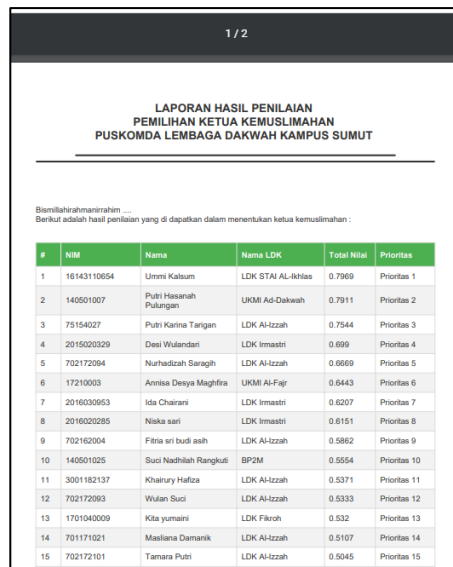 1 / 2
LAPORAN HASIL PENILAIAN
PEMILIHAN KETUA KEMUSLIMAHAN
PUSKOMDA LEMBAGA DAKWAH KAMPUS SUMUT
Bismillahirahmanirrahim ....
Berikut adalah hasil penilaian yang di dapatkan dalam menentukan ketua kemuslimahan :
# NIM Nama Nama LDK Total Nilai Prioritas
1 16143110654 Ummi Kalsum LDK STAI AL-Ikhlas 0.7969 Prioritas 1
2 140501007 Putri Hasanah Pulungan UKMI Ad-Dakwah 0.7911 Prioritas 2
3 75154027 Putri Karina Tarigan LDK Al-Izzah 0.7544 Prioritas 3
4 2015020329 Desi Wulandari LDK Irmastri 0.699 Prioritas 4
5 702172094 Nurhadizah Saragih LDK Al-Izzah 0.6669 Prioritas 5
6 17210003 Annisa Desya Maghfira UKMI Al-Fajr 0.6443 Prioritas 6
7 2016030953 Ida Chairani LDK Irmastri 0.6207 Prioritas 7
8 2016020285 Niska sari LDK Irmastri 0.6151 Prioritas 8
9 702162004 Fitria sri budi asih LDK Al-Izzah 0.5862 Prioritas 9
10 140501025 Suci Nadhilah Rangkuti BP2M 0.5554 Prioritas 10
11 3001182137 Khairury Hafiza LDK Al-Izzah 0.5371 Prioritas 11
12 702172093 Wulan Suci LDK Al-Izzah 0.5333 Prioritas 12
13 1701040009 Kita yumaini LDK Fikroh 0.532 Prioritas 13
14 701171021 Masliana Damanik LDK Al-Izzah 0.5107 Prioritas 14
15 702172101 Tamara Putri LDK Al-Izzah 0.5045 Prioritas 15